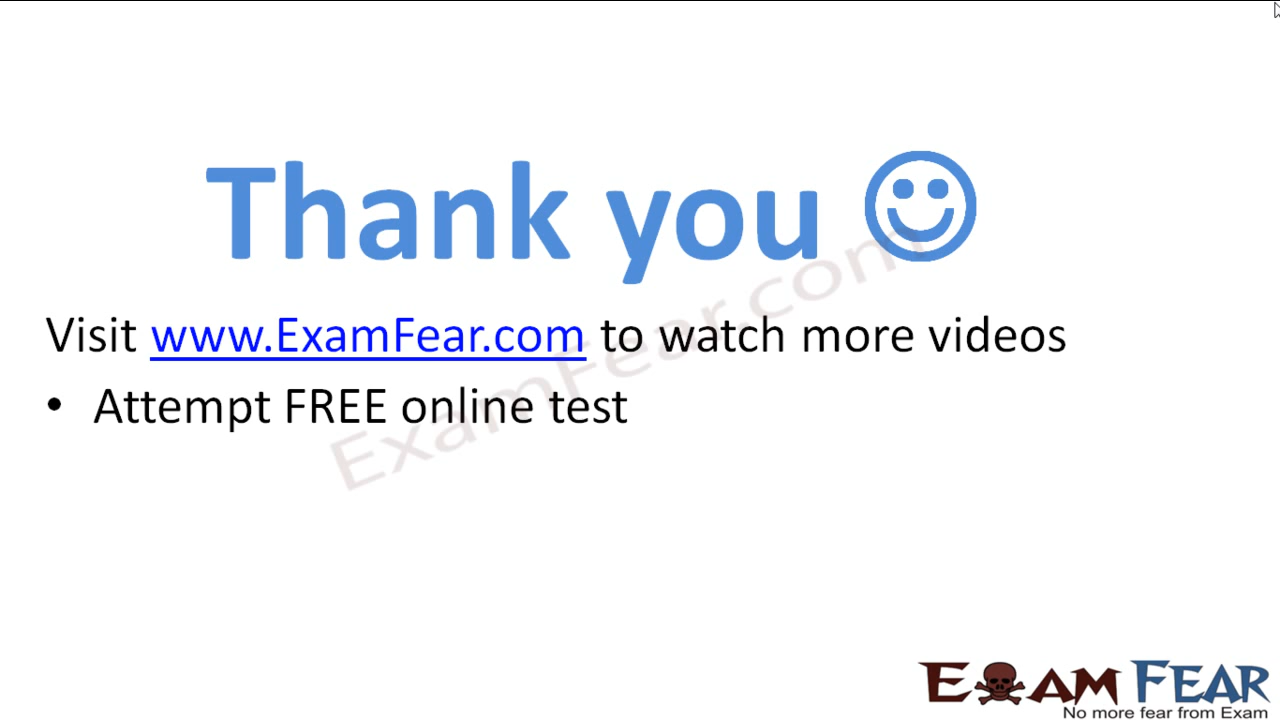 Thank you ☺
Visit www.ExamFear.com to watch more videos
• Attempt FREE online test
ExamFear.com
EXAM FEAR
No more fear from Exam